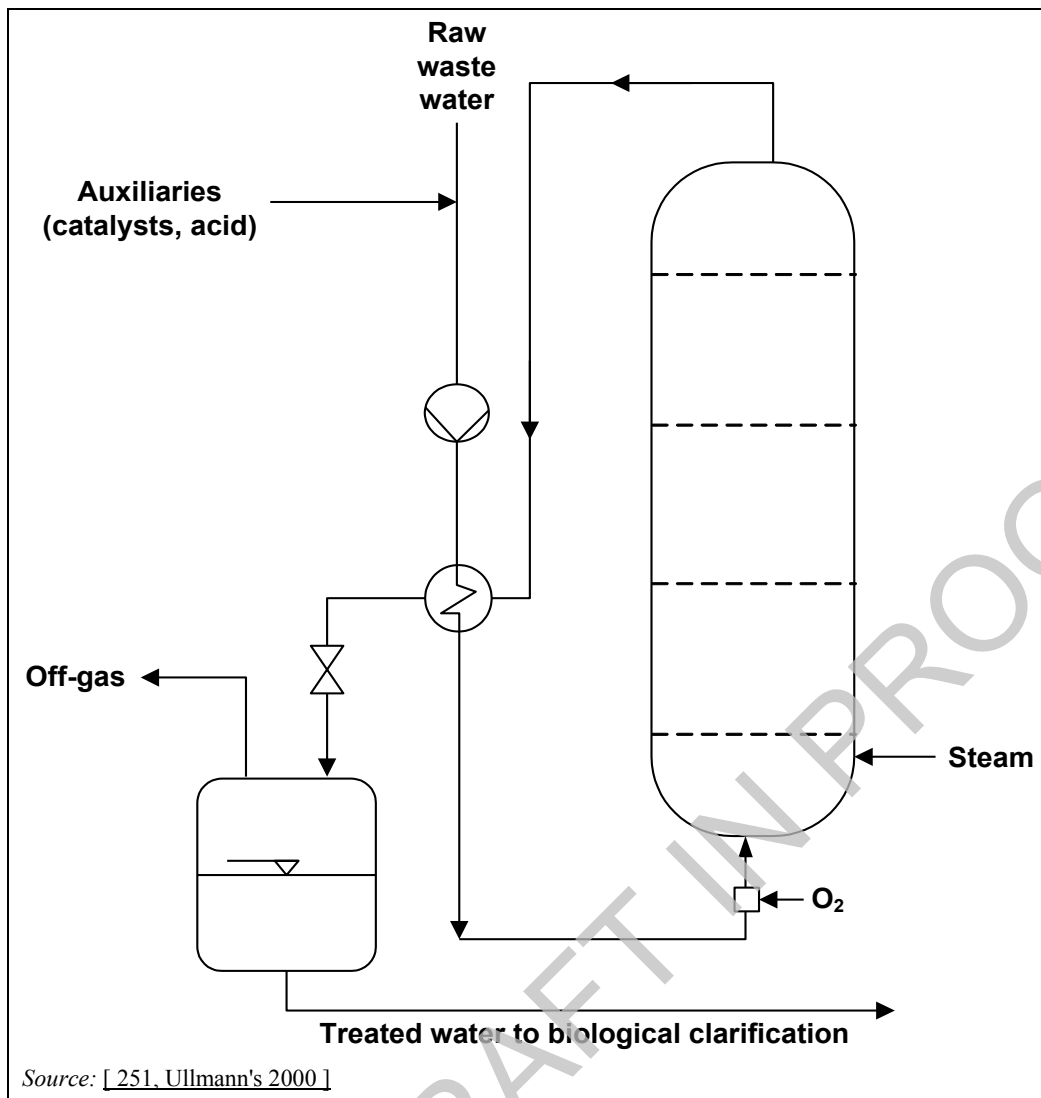 Raw
waste
water
Auxiliaries
(catalysts, acid)
Off-gas
Steam
O₂
Treated water to biological clarification
Source: [ 251, Ullmann's 2000 ]
DRAFT IN PROC